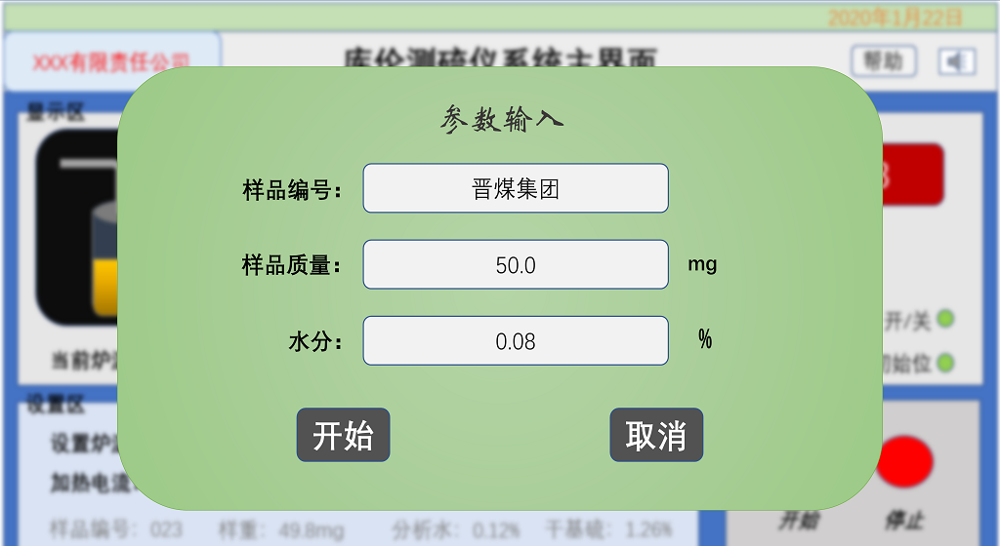 2020年1月22日
XXX有限责任公司
库伦测硫仪系统主界面
帮助
显示区
参数输入
样品编号： 晋煤集团
样品质量： 50.0 mg
水分： 0.08 %
开始 取消
开/关
初始位
当前炉
设置区
设置炉
加热电流
开始 停止
样品编号：023 样重：49.8mg 分析水：0.12% 干基硫：1.26%